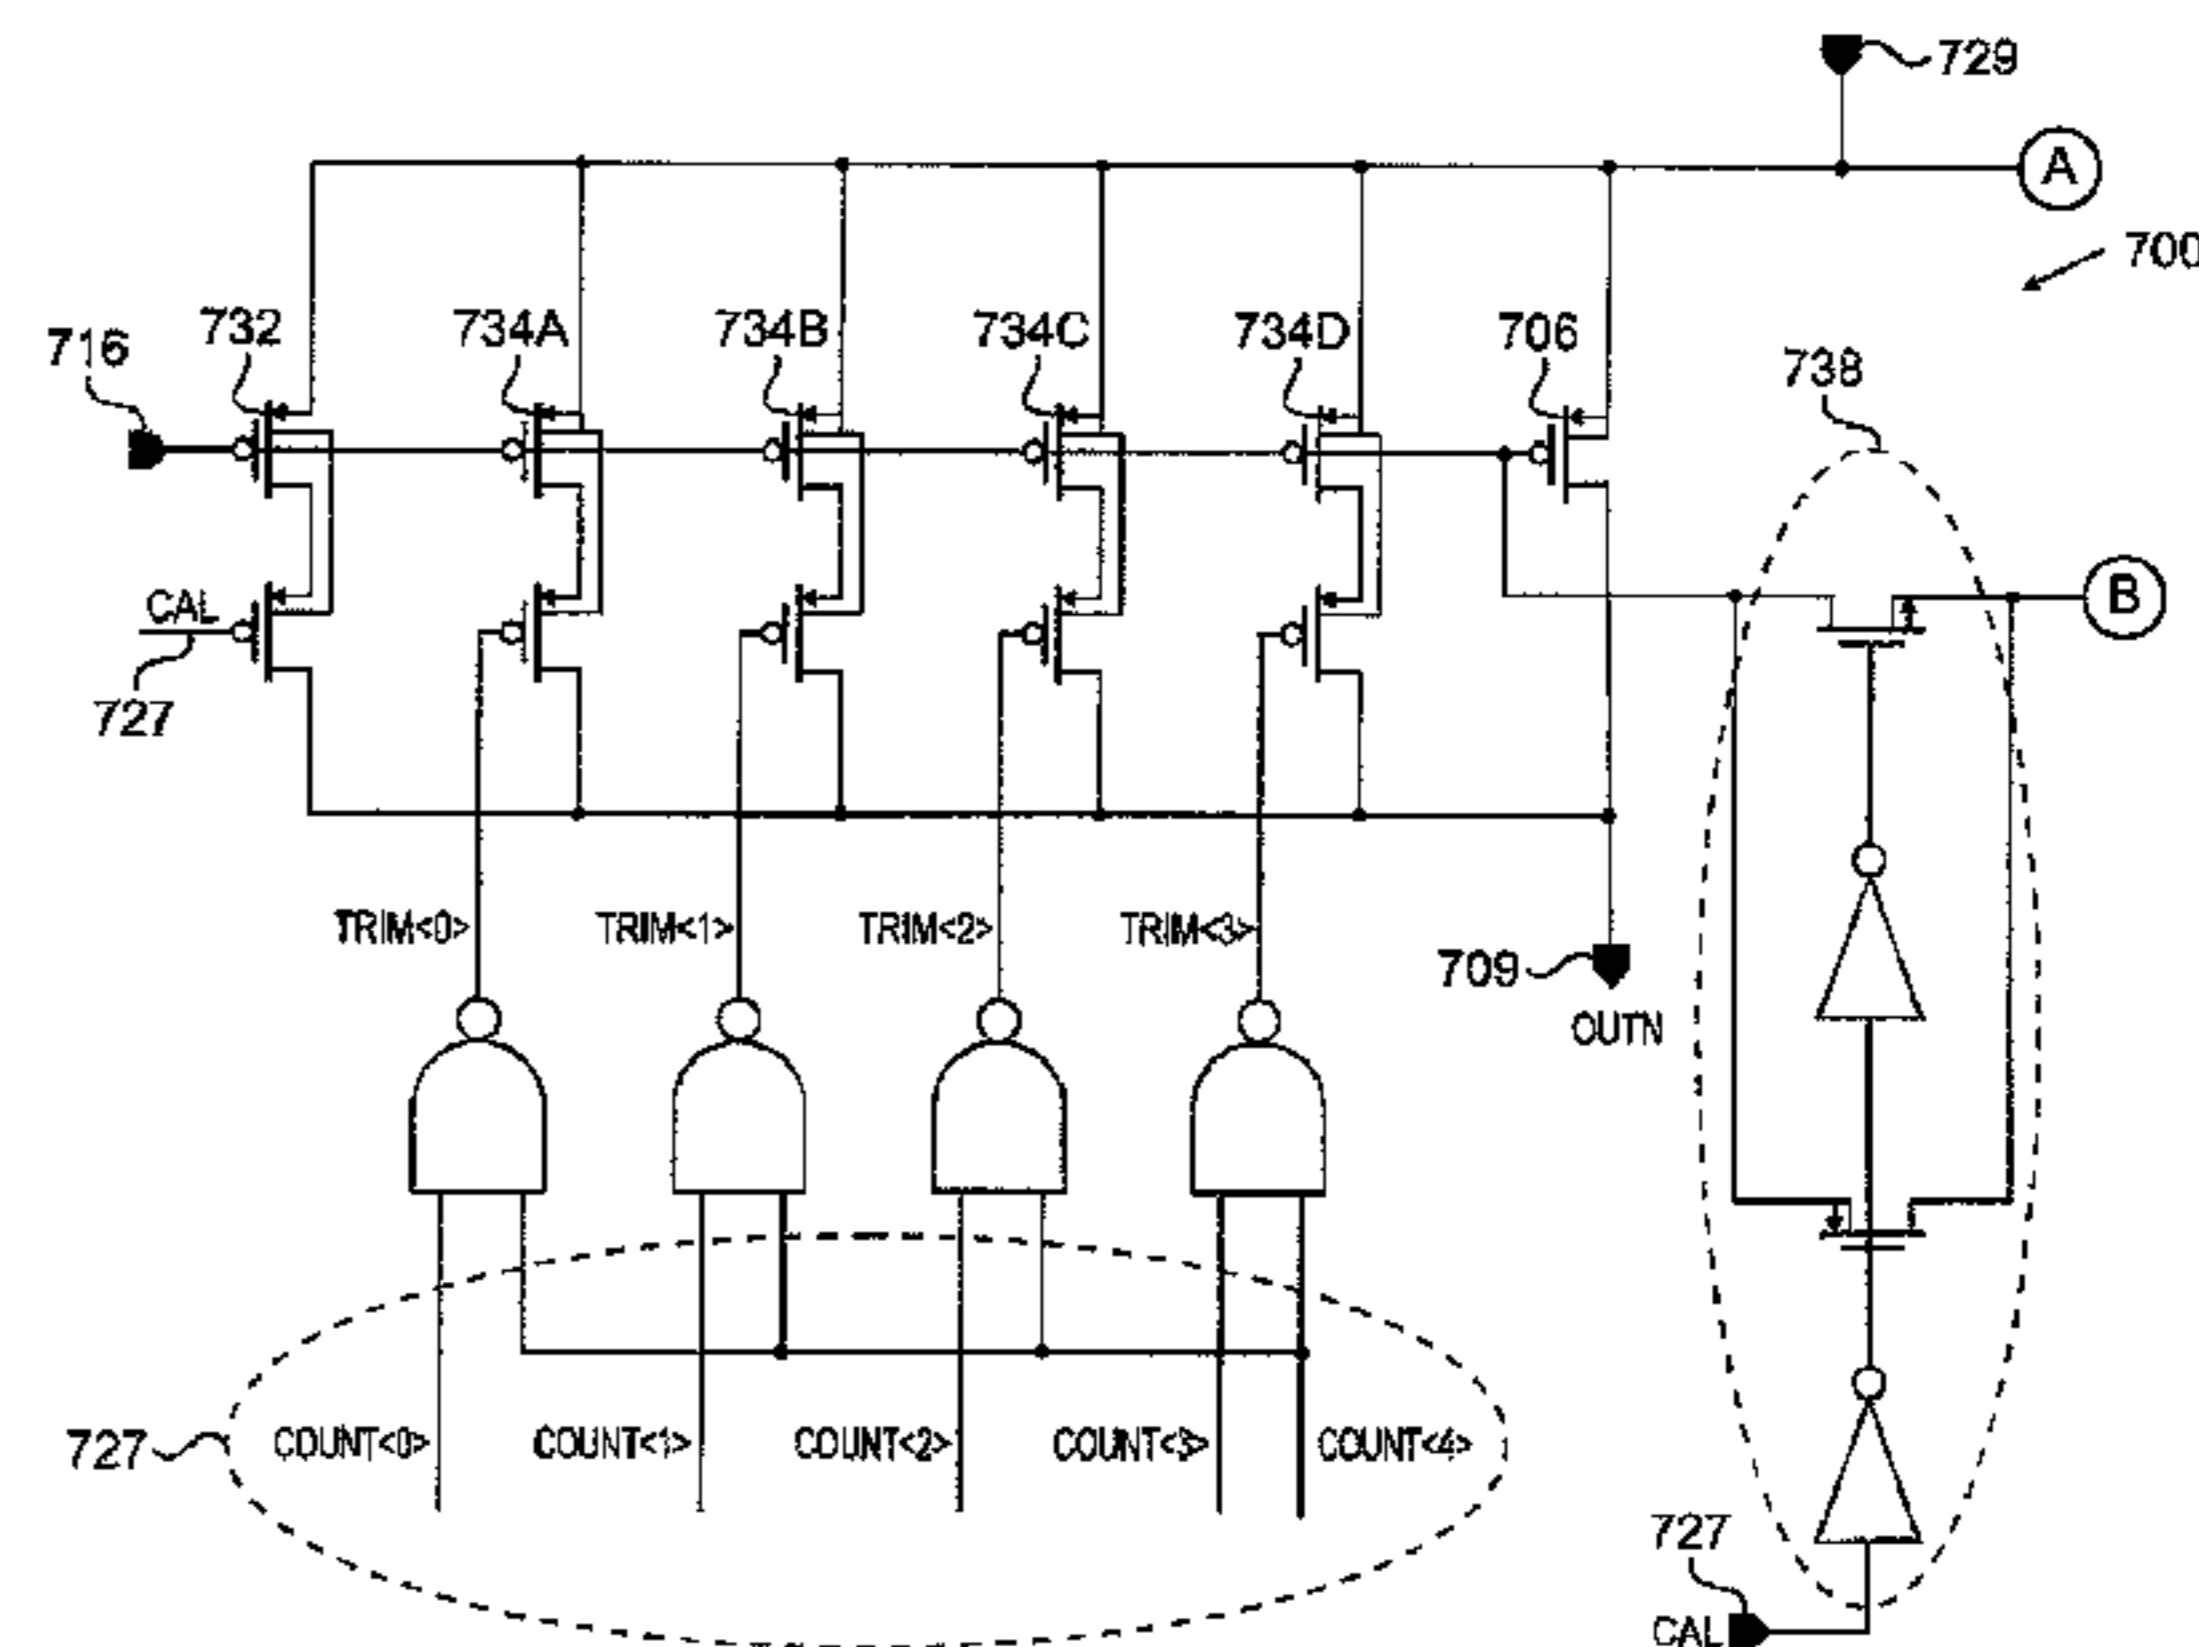 729
A
700
716
732
734A
734B
734C
734D
706
738
CAL
727
B
TRIM<0>
TRIM<1>
TRIM<2>
TRIM<3>
709
OUTN
727
COUNT<0>
COUNT<1>
COUNT<2>
COUNT<3>
COUNT<4>
727
CAL